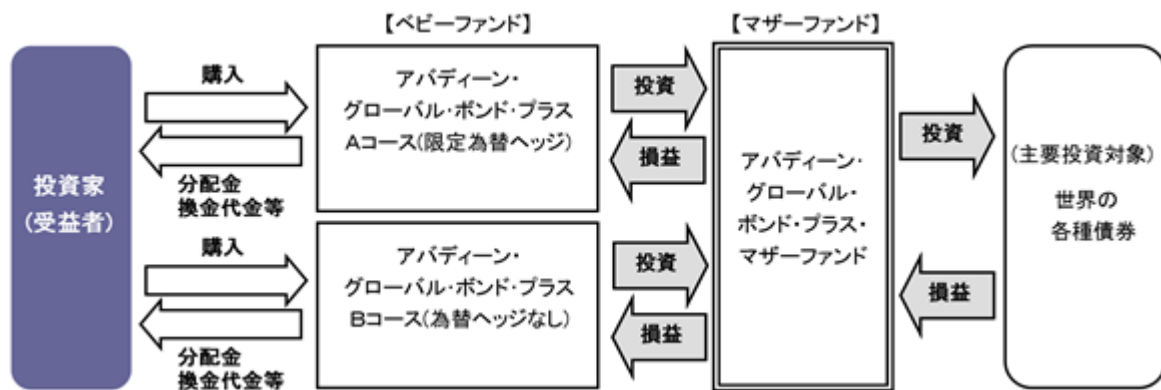 【ベビーファンド】
【マザーファンド】
投資家
(受益者)
購入
分配金
換金代金等
購入
分配金
換金代金等
アバディーン・
グローバル・ボンド・プラス
Aコース(限定為替ヘッジ)
アバディーン・
グローバル・ボンド・プラス
Bコース(為替ヘッジなし)
投資
損益
投資
損益
アバディーン・
グローバル・
ボンド・プラス・
マザーファンド
投資
損益
(主要投資対象)
世界の
各種債券